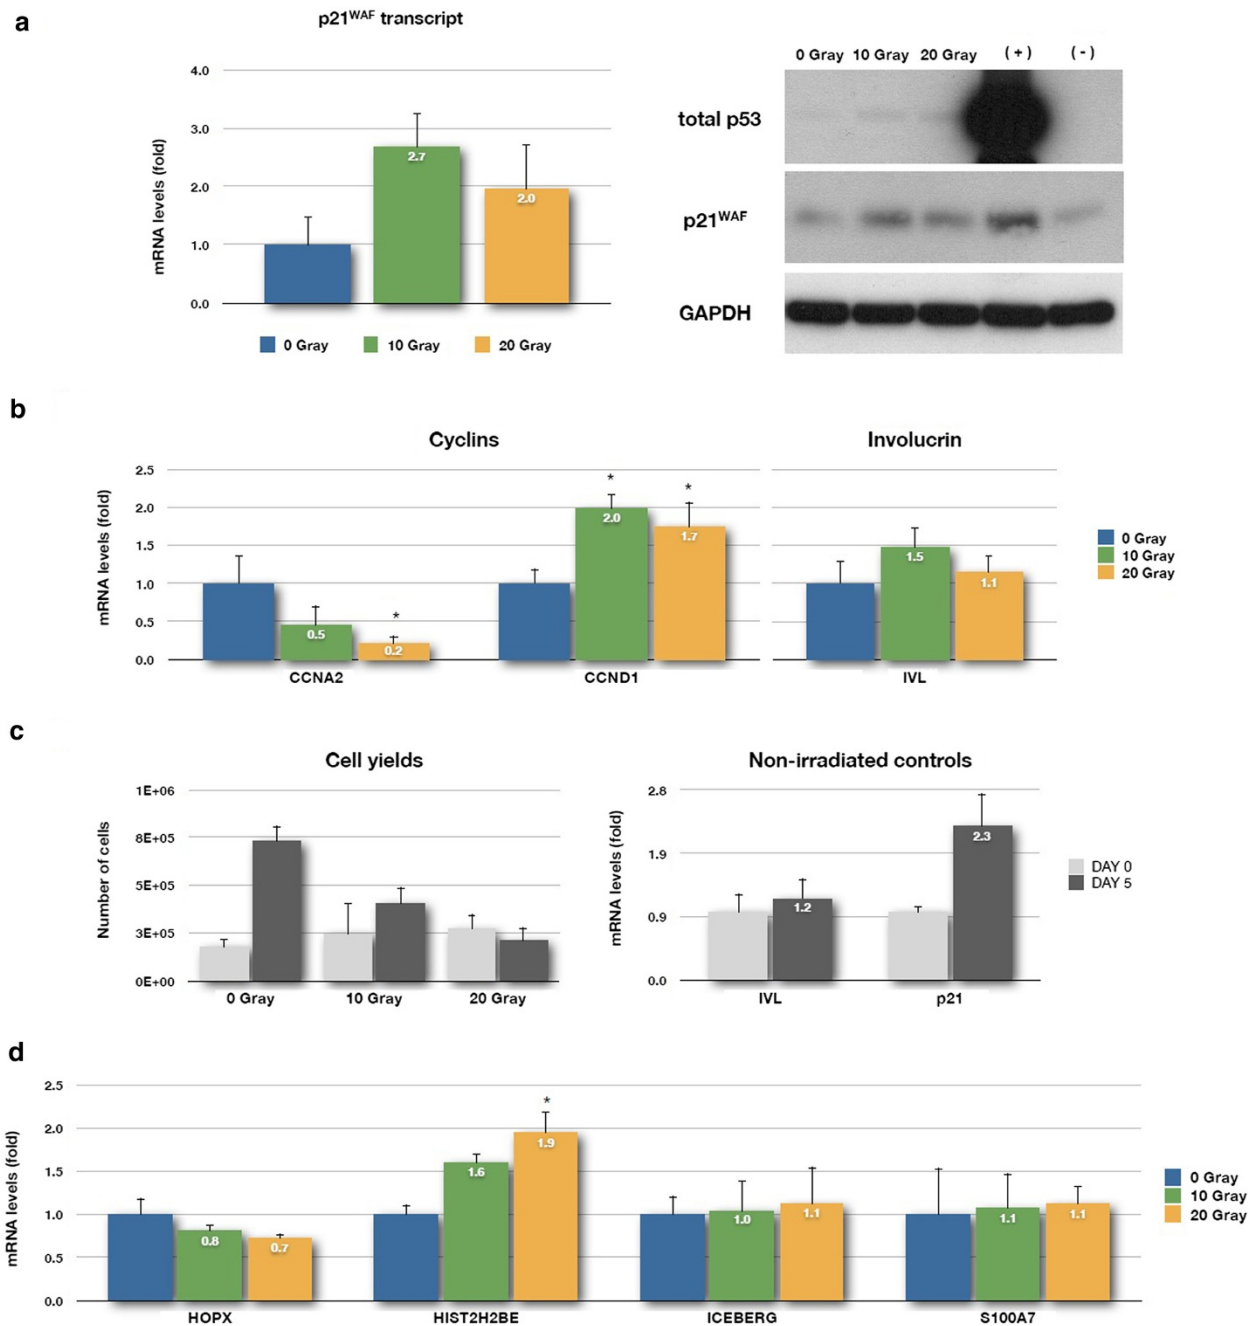 a
p21WAF transcript
mRNA levels (fold)
4.0
3.0
2.0
1.0
0.0
2.7
2.0
0 Gray 10 Gray 20 Gray
0 Gray 10 Gray 20 Gray (+) (-)
total p53
p21WAF
GAPDH
b
Cyclins
Involucrin
mRNA levels (fold)
2.5
2.0
1.5
1.0
0.5
0.0
0.5
*
0.2
*
2.0
*
1.7
1.5
1.1
CCNA2 CCND1 IVL
0 Gray
10 Gray
20 Gray
c
Cell yields
Number of cells
1E+06
8E+05
5E+05
3E+05
0E+00
0 Gray 10 Gray 20 Gray
Non-irradiated controls
mRNA levels (fold)
2.8
1.9
0.9
0.0
1.2
2.3
IVL p21
DAY 0
DAY 5
d
mRNA levels (fold)
2.5
2.0
1.5
1.0
0.5
0.0
0.8
0.7
1.6
*
1.9
1.0
1.1
1.1
1.1
HOPX HIST2H2BE ICEBERG S100A7
0 Gray
10 Gray
20 Gray